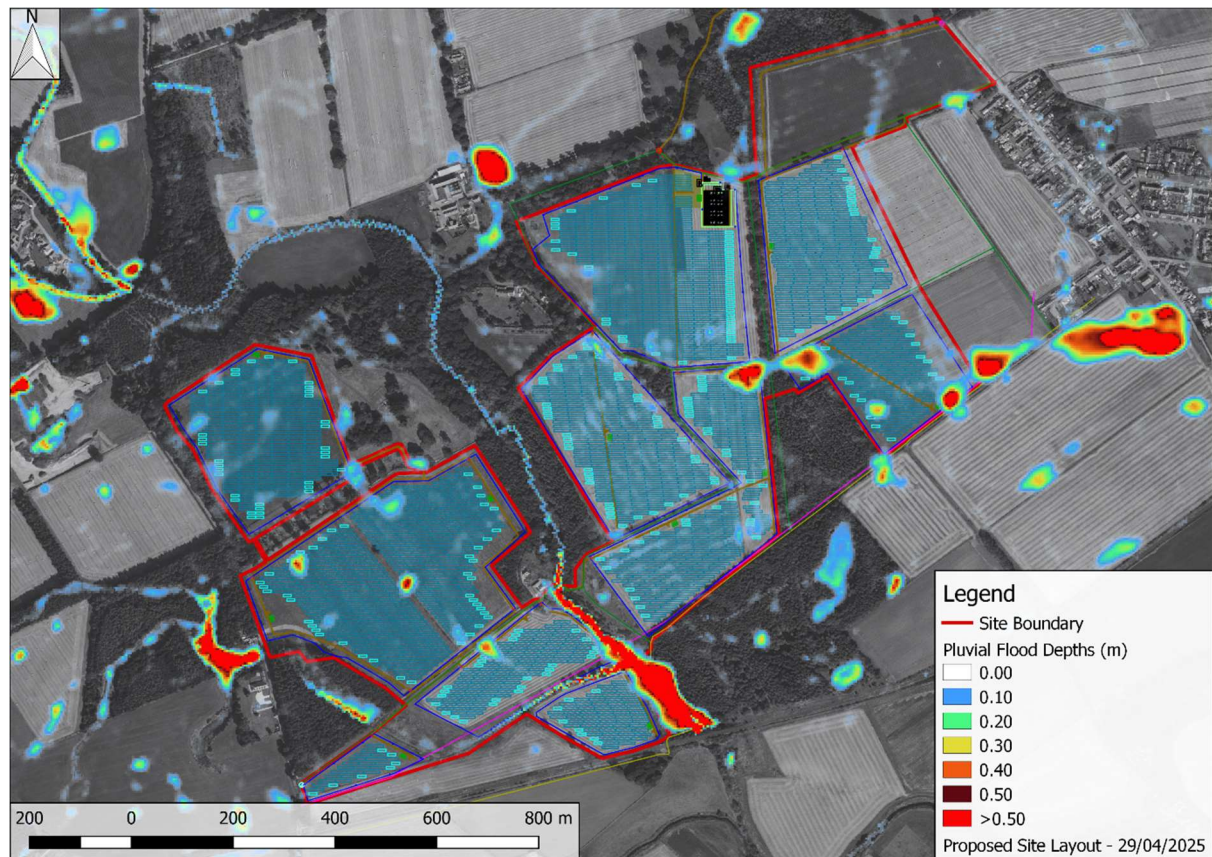 N
Legend
Site Boundary
Pluvial Flood Depths (m)
0.00
0.10
0.20
0.30
0.40
0.50
>0.50
Proposed Site Layout - 29/04/2025
200 0 200 400 600 800 m